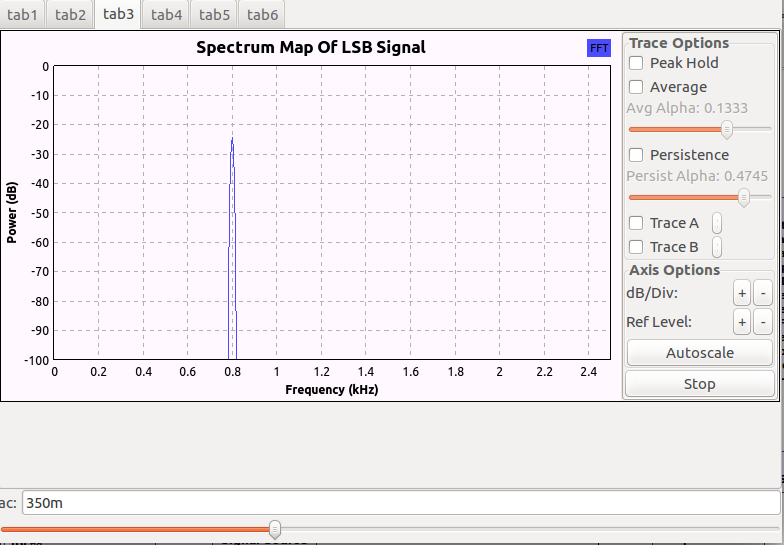 tab1 tab2 tab3 tab4 tab5 tab6
Spectrum Map Of LSB Signal
FFT
Power (dB)
0
-10
-20
-30
-40
-50
-60
-70
-80
-90
-100
0 0.2 0.4 0.6 0.8 1 1.2 1.4 1.6 1.8 2 2.2 2.4
Frequency (kHz)
Trace Options
Peak Hold
Average
Avg Alpha: 0.1333
Persistence
Persist Alpha: 0.4745
Trace A
Trace B
Axis Options
dB/Div: + -
Ref Level: + -
Autoscale
Stop
ac: 350m